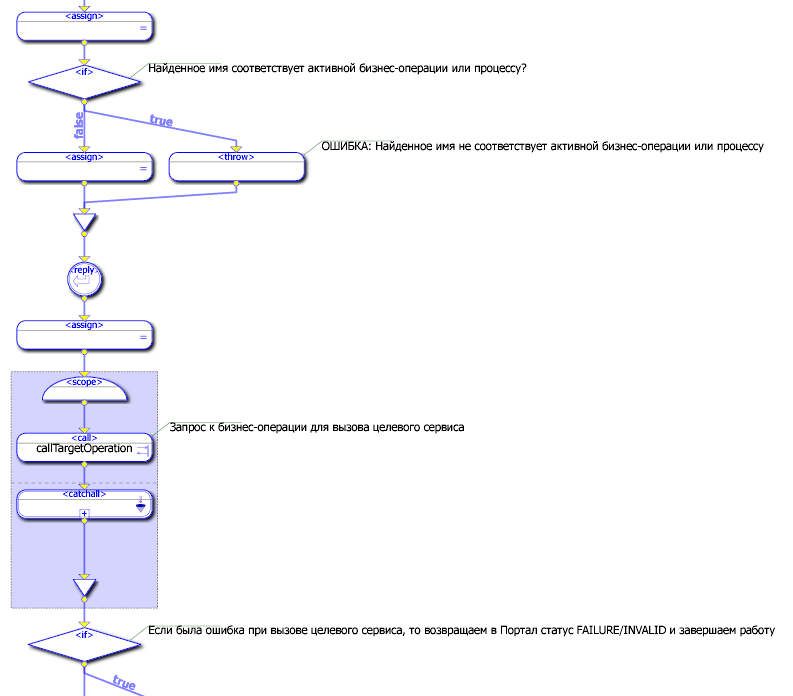 <assign>
=
<if>
Найденное имя соответствует активной бизнес-операции или процессу?
false
true
<assign>
=
<throw>
ОШИБКА: Найденное имя не соответствует активной бизнес-операции или процессу
<reply>
<assign>
=
<scope>
<call>
callTargetOperation
Запрос к бизнес-операции для вызова целевого сервиса
<catchall>
+
<if>
Если была ошибка при вызове целевого сервиса, то возвращаем в Портал статус FAILURE/INVALID и завершаем работу
true